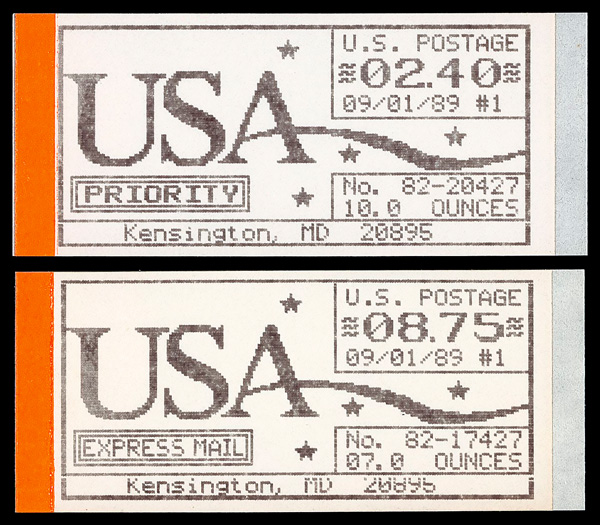 U.S. POSTAGE
USA
≈02.40≈
09/01/89 #1
PRIORITY
No. 82-20427
10.0 OUNCES
Kensington, MD 20895
U.S. POSTAGE
USA
≈08.75≈
09/01/89 #1
EXPRESS MAIL
No. 82-17427
07.0 OUNCES
Kensington, MD 20895